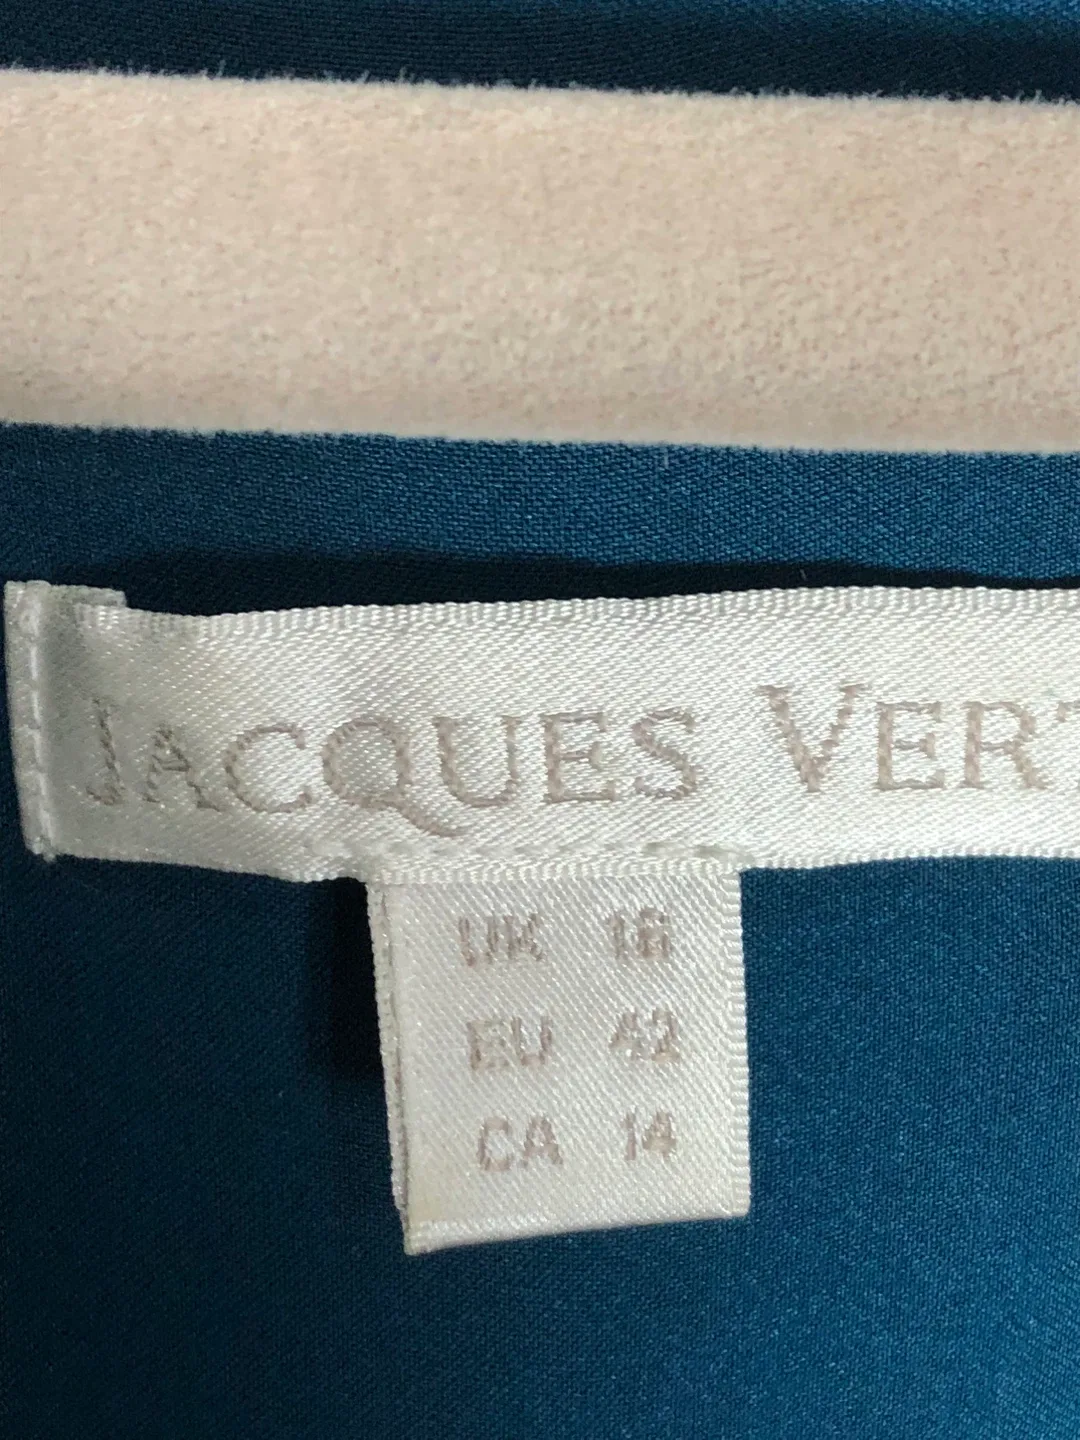 JACQUES VERT
UK 16
EU 42
CA 14